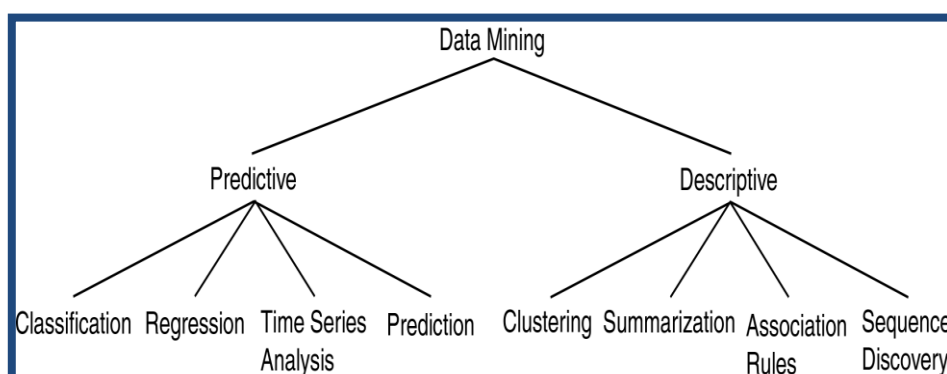 Data Mining
Predictive
Descriptive
Classification
Regression
Time Series
Analysis
Prediction
Clustering
Summarization
Association
Rules
Sequence
Discovery